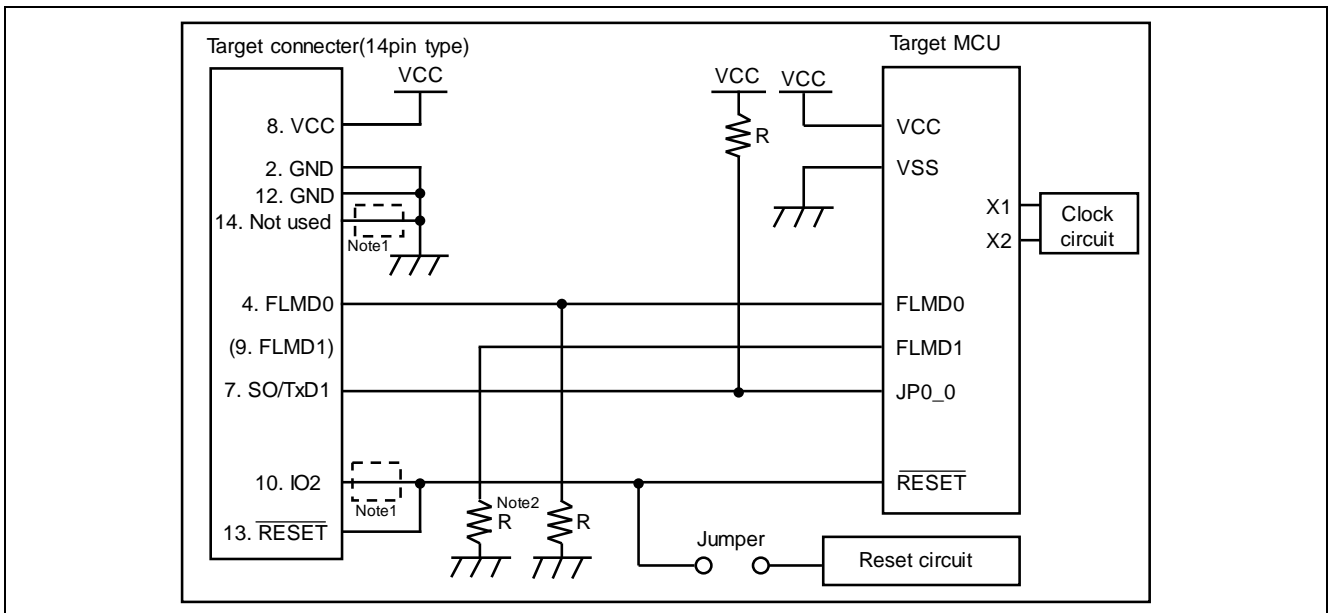 Target connecter(14pin type)
Target MCU
VCC
VCC
VCC
8. VCC
VCC
R
2. GND
VSS
12. GND
14. Not used
X1
Clock
circuit
X2
Note1
4. FLMD0
FLMD0
(9. FLMD1)
FLMD1
7. SO/TxD1
JP0_0
10. IO2
RESET
Note1
Note2
R
R
13. RESET
Jumper
Reset circuit